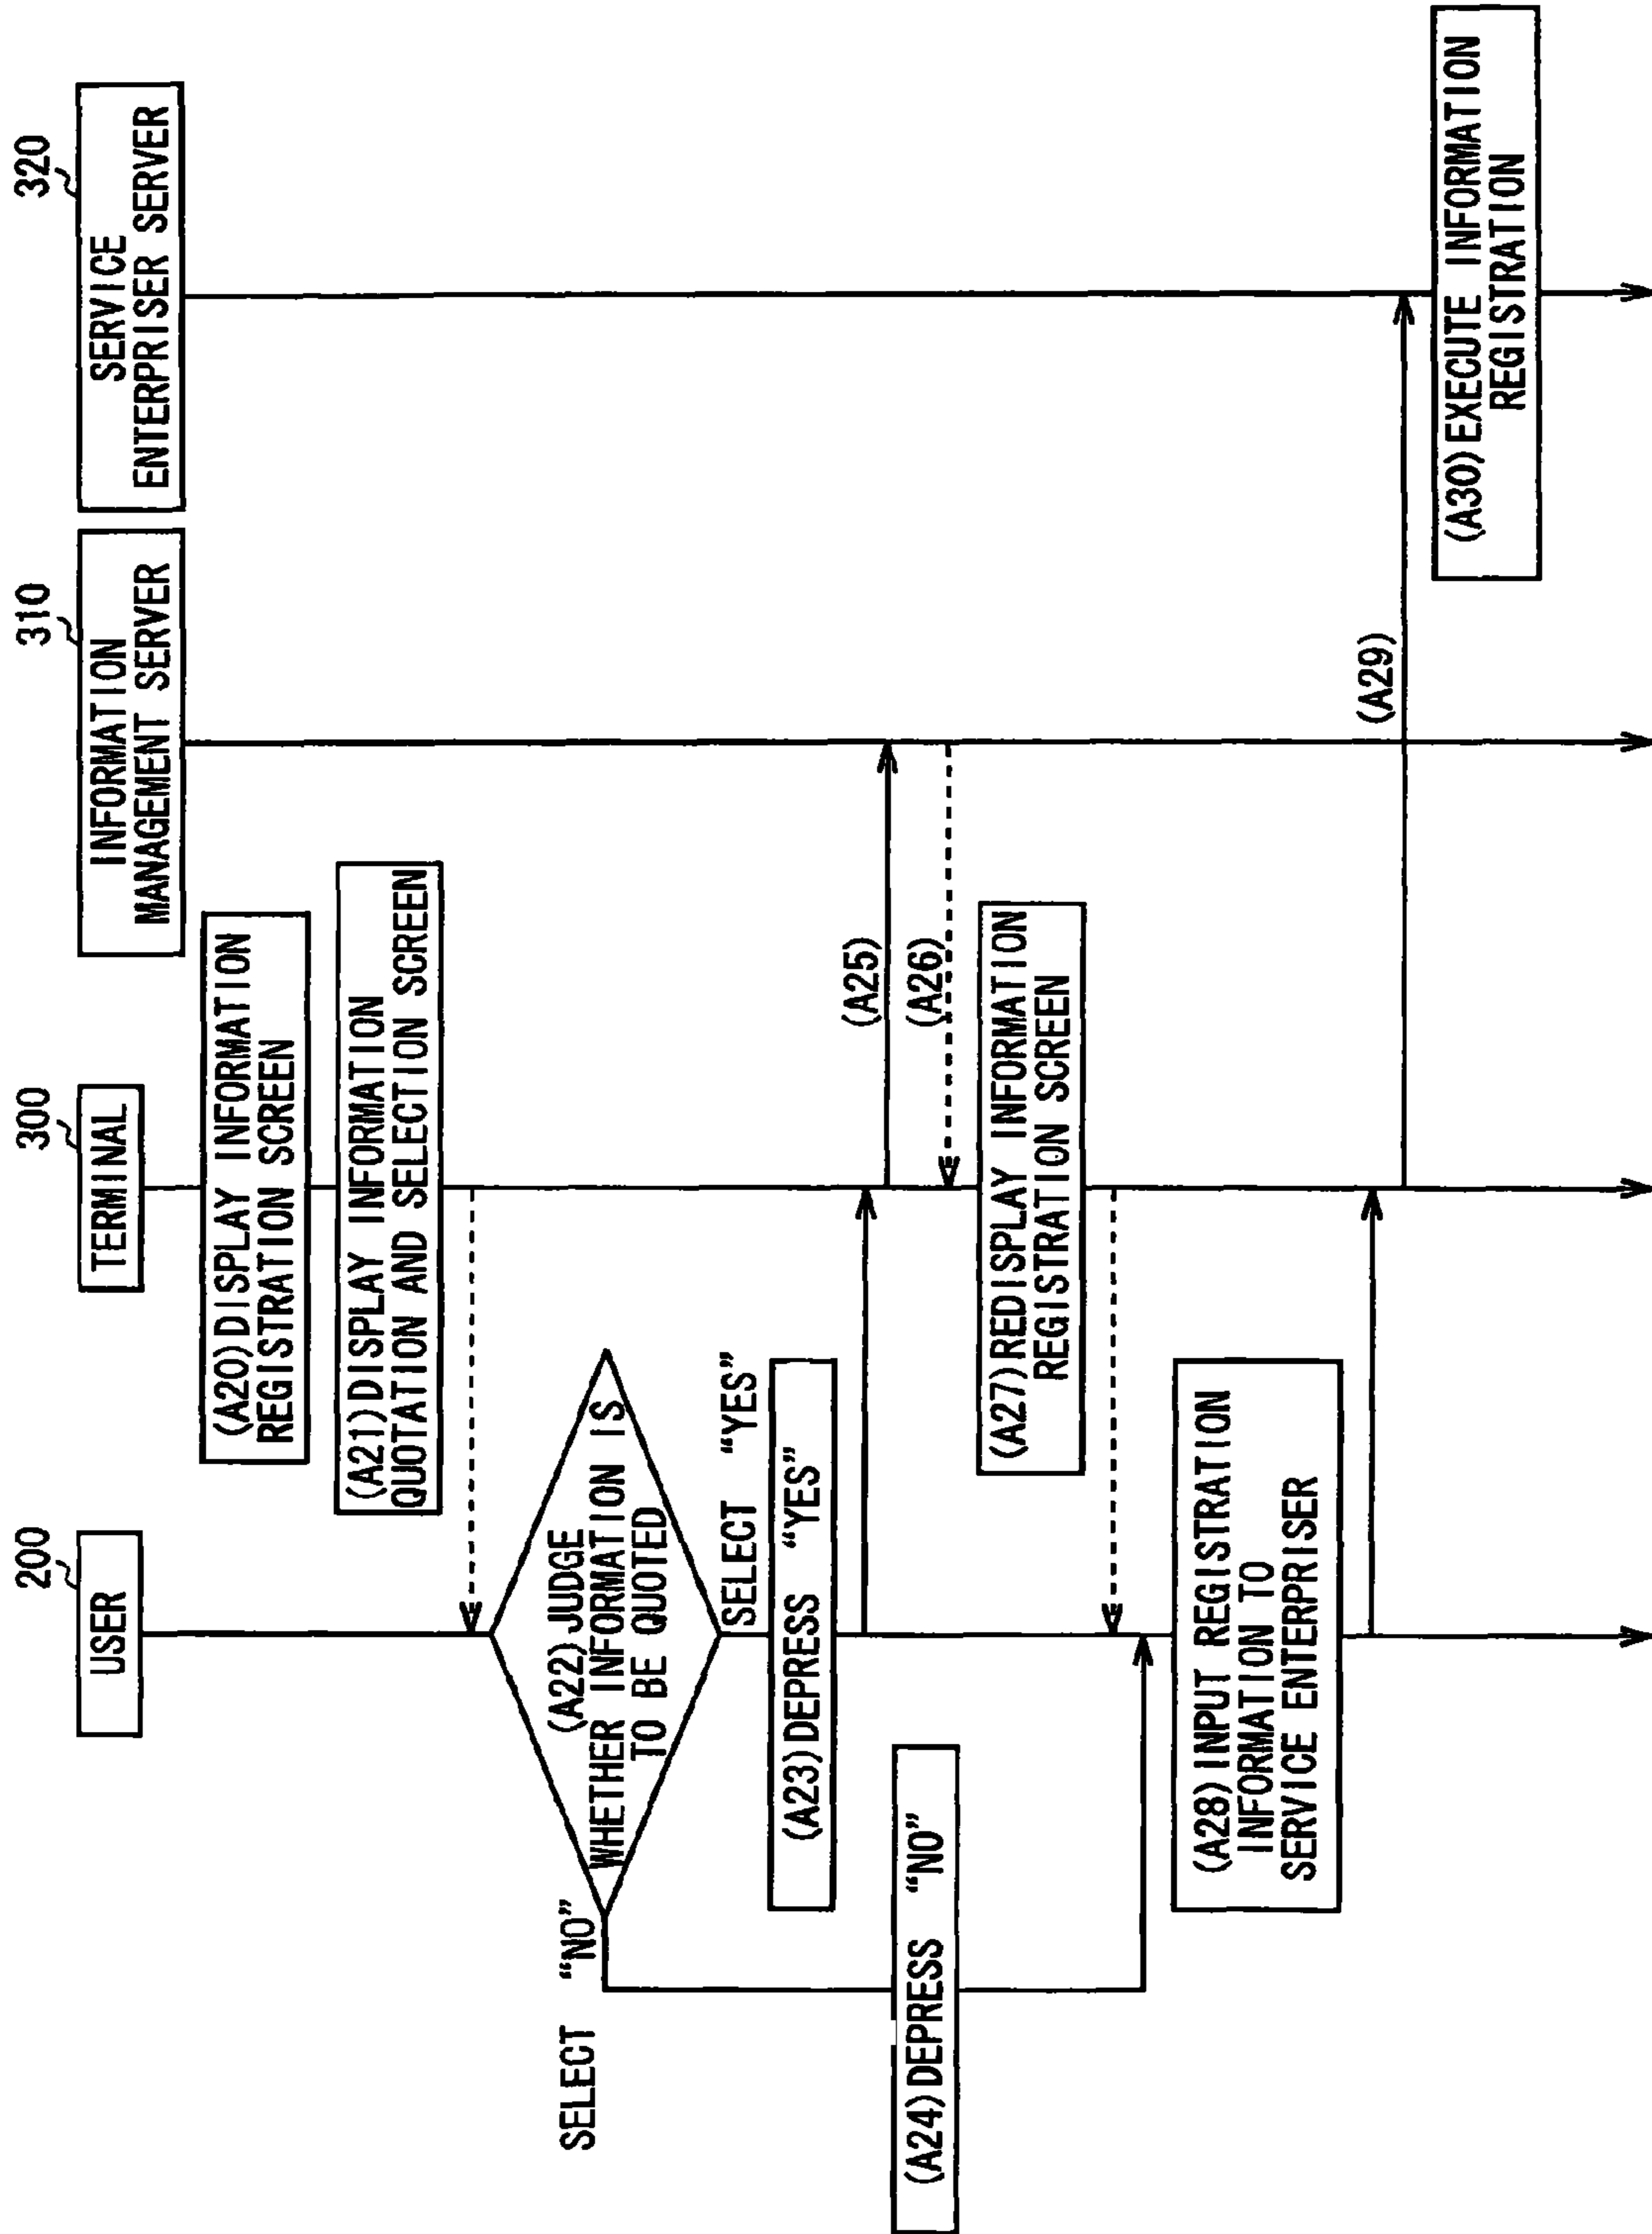 200
USER
300
TERMINAL
310
INFORMATION
MANAGEMENT SERVER
320
SERVICE
ENTERPRISER SERVER
(A20)DISPLAY INFORMATION
REGISTRATION SCREEN
(A21)DISPLAY INFORMATION
QUOTATION AND SELECTION SCREEN
(A22)JUDGE
WHETHER INFORMATION IS
TO BE QUOTED
SELECT "NO"
SELECT "YES"
(A23)DEPRESS "YES"
(A24)DEPRESS "NO"
(A25)
(A26)
(A27)REDISPLAY INFORMATION
REGISTRATION SCREEN
(A28)INPUT REGISTRATION
INFORMATION TO
SERVICE ENTERPRISER
(A29)
(A30)EXECUTE INFORMATION
REGISTRATION